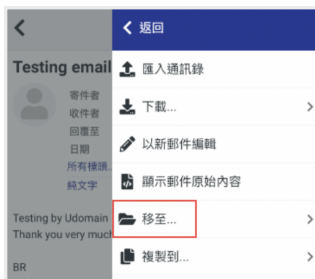 返回
Testing email
匯入通訊錄
寄件者
下載...
收件者
回覆至
以新郵件編輯
日期
所有標頭...
顯示郵件原始內容
純文字
Testing by Udomain
移至...
Thank you very much
複製到...
BR